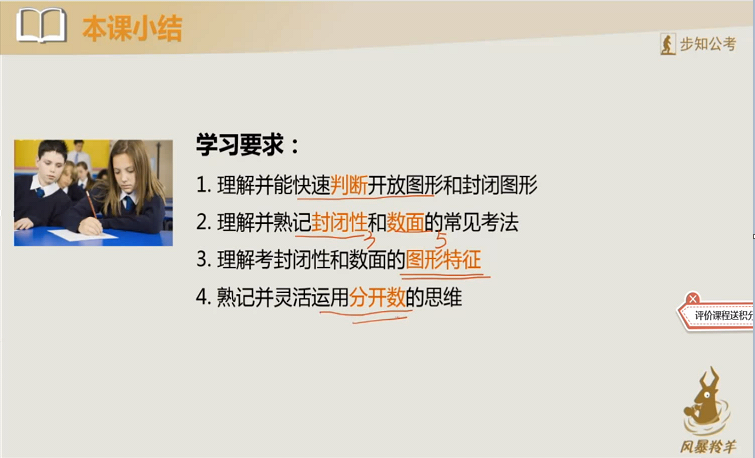 本课小结
步知公考
学习要求：
1. 理解并能快速判断开放图形和封闭图形
2. 理解并熟记封闭性和数面的常见考法
3 5
3. 理解考封闭性和数面的图形特征
4. 熟记并灵活运用分开数的思维
评价课程送积分
风暴羚羊